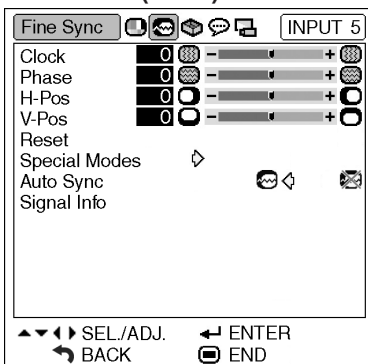 Fine Sync INPUT 5
Clock 0 - +
Phase 0 - +
H-Pos 0 - +
V-Pos 0 - +
Reset
Special Modes
Auto Sync
Signal Info
SEL./ADJ. ENTER
BACK END